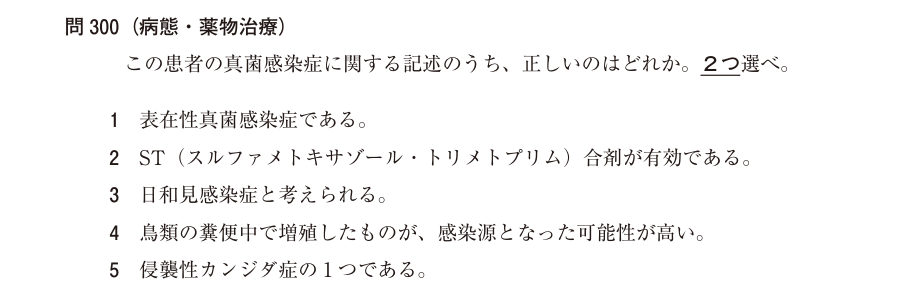 問 300（病態・薬物治療）
この患者の真菌感染症に関する記述のうち、正しいのはどれか。２つ選べ。
1 表在性真菌感染症である。
2 ST（スルファメトキサゾール・トリメトプリム）合剤が有効である。
3 日和見感染症と考えられる。
4 鳥類の糞便中で増殖したものが、感染源となった可能性が高い。
5 侵襲性カンジダ症の１つである。